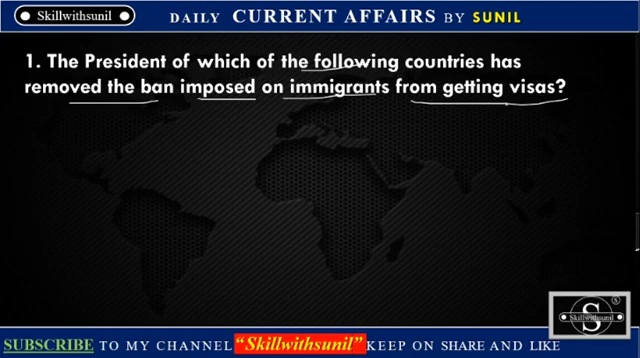 Skillwithsunil
DAILY CURRENT AFFAIRS BY SUNIL
1. The President of which of the following countries has
removed the ban imposed on immigrants from getting visas?
S
®
Skillwithsunil
SUBSCRIBE TO MY CHANNEL “Skillwithsunil” KEEP ON SHARE AND LIKE